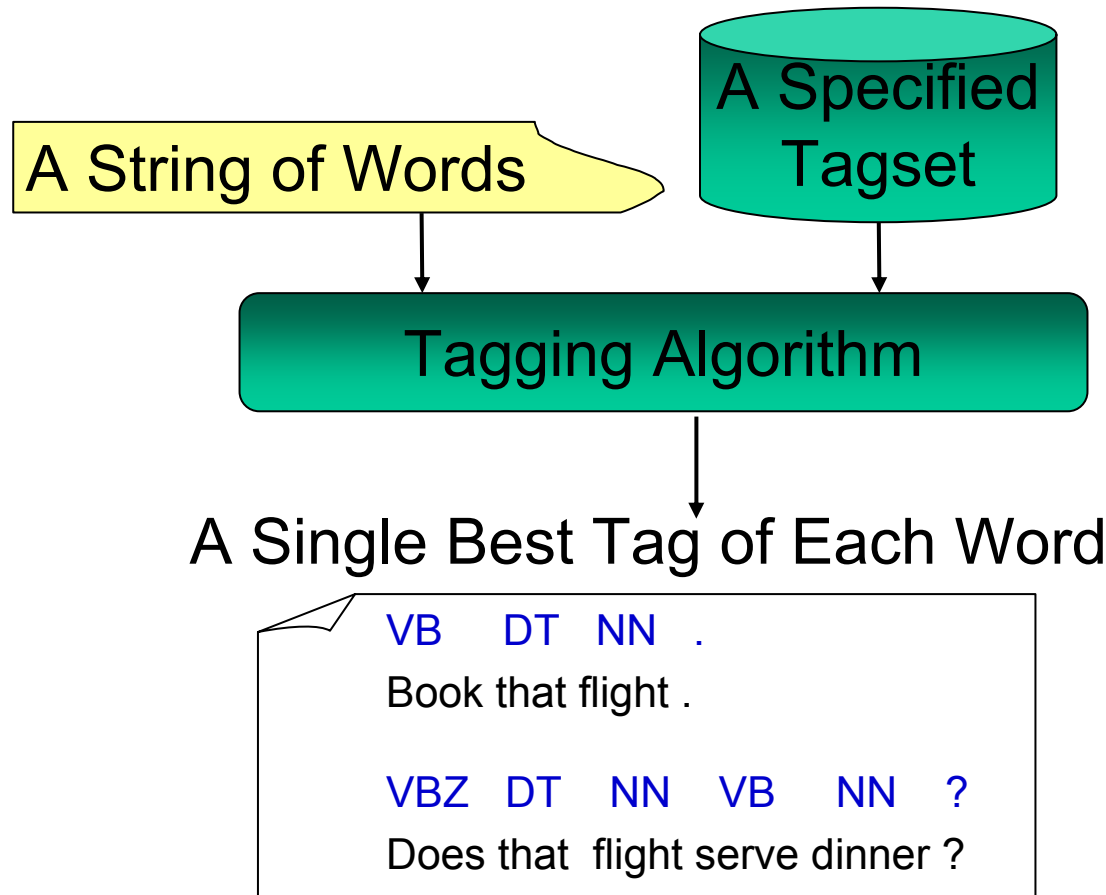 A String of Words
A Specified
Tagset
Tagging Algorithm
A Single Best Tag of Each Word
VB DT NN .
Book that flight .
VBZ DT NN VB NN ?
Does that flight serve dinner ?